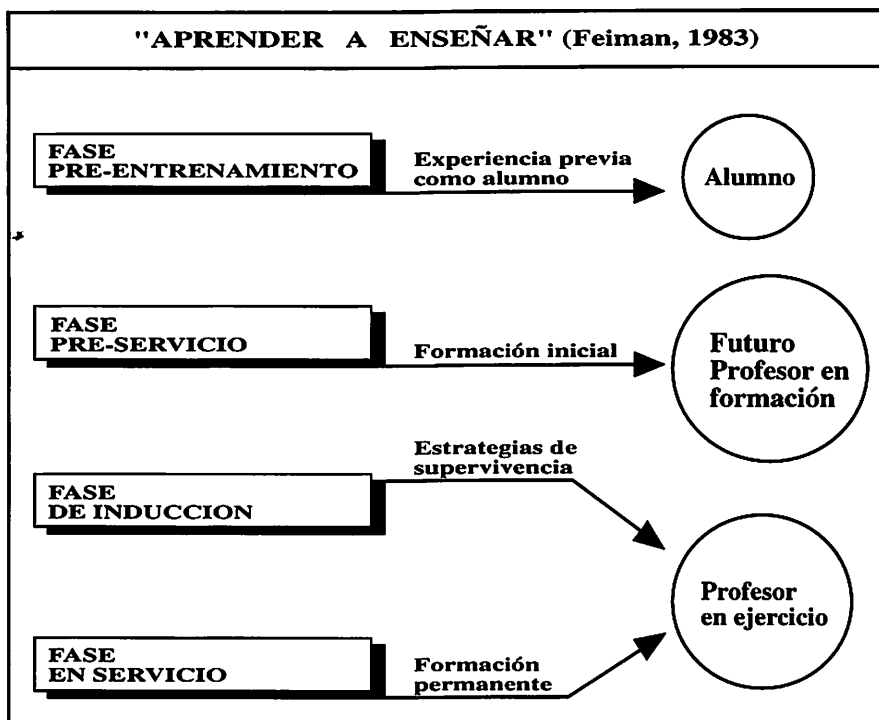 "APRENDER A ENSEÑAR" (Feiman, 1983)
FASE
PRE-ENTRENAMIENTO
Experiencia previa
como alumno
Alumno
FASE
PRE-SERVICIO
Formación inicial
Futuro
Profesor en
formación
Estrategias de
supervivencia
FASE
DE INDUCCION
Profesor
en ejercicio
FASE
EN SERVICIO
Formación
permanente